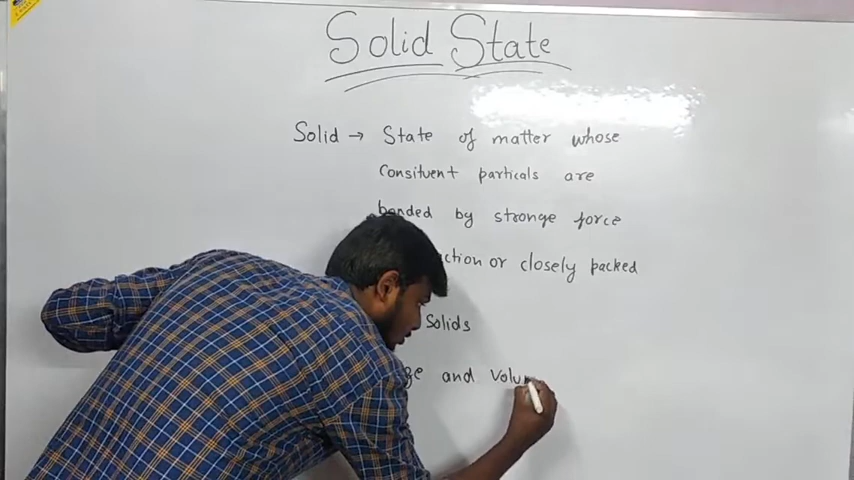 Solid State
Solid → State of matter whose
Consituent particals are
bonded by stronge force
or closely packed
Solids
and